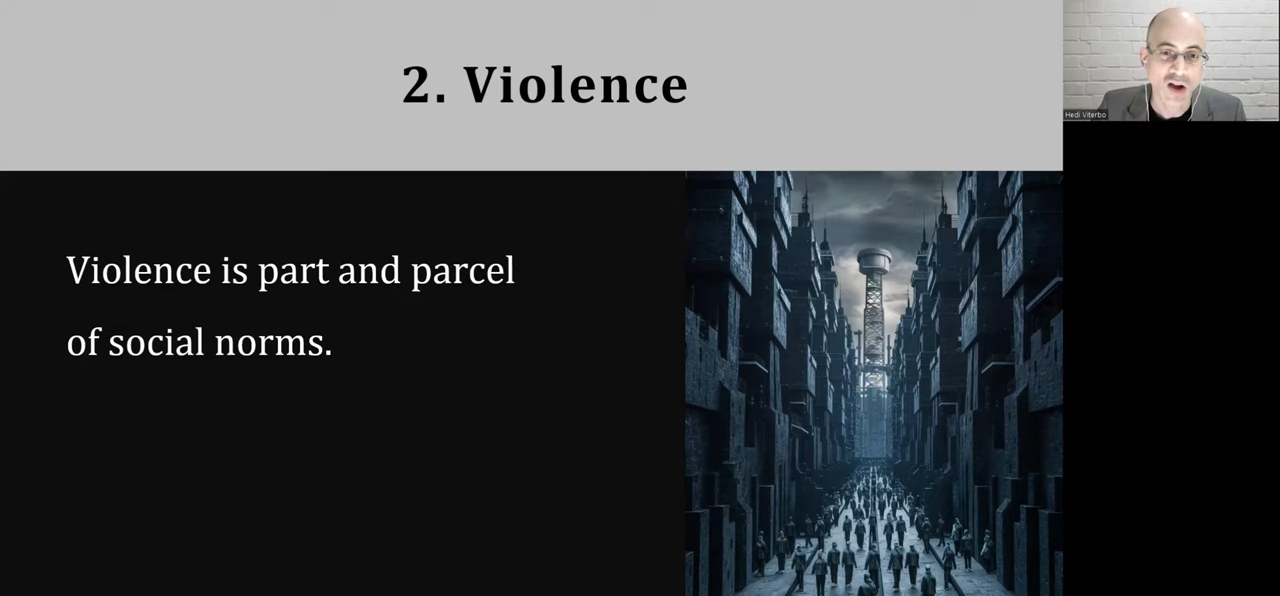 2. Violence
Hedi Viterbo
Violence is part and parcel
of social norms.